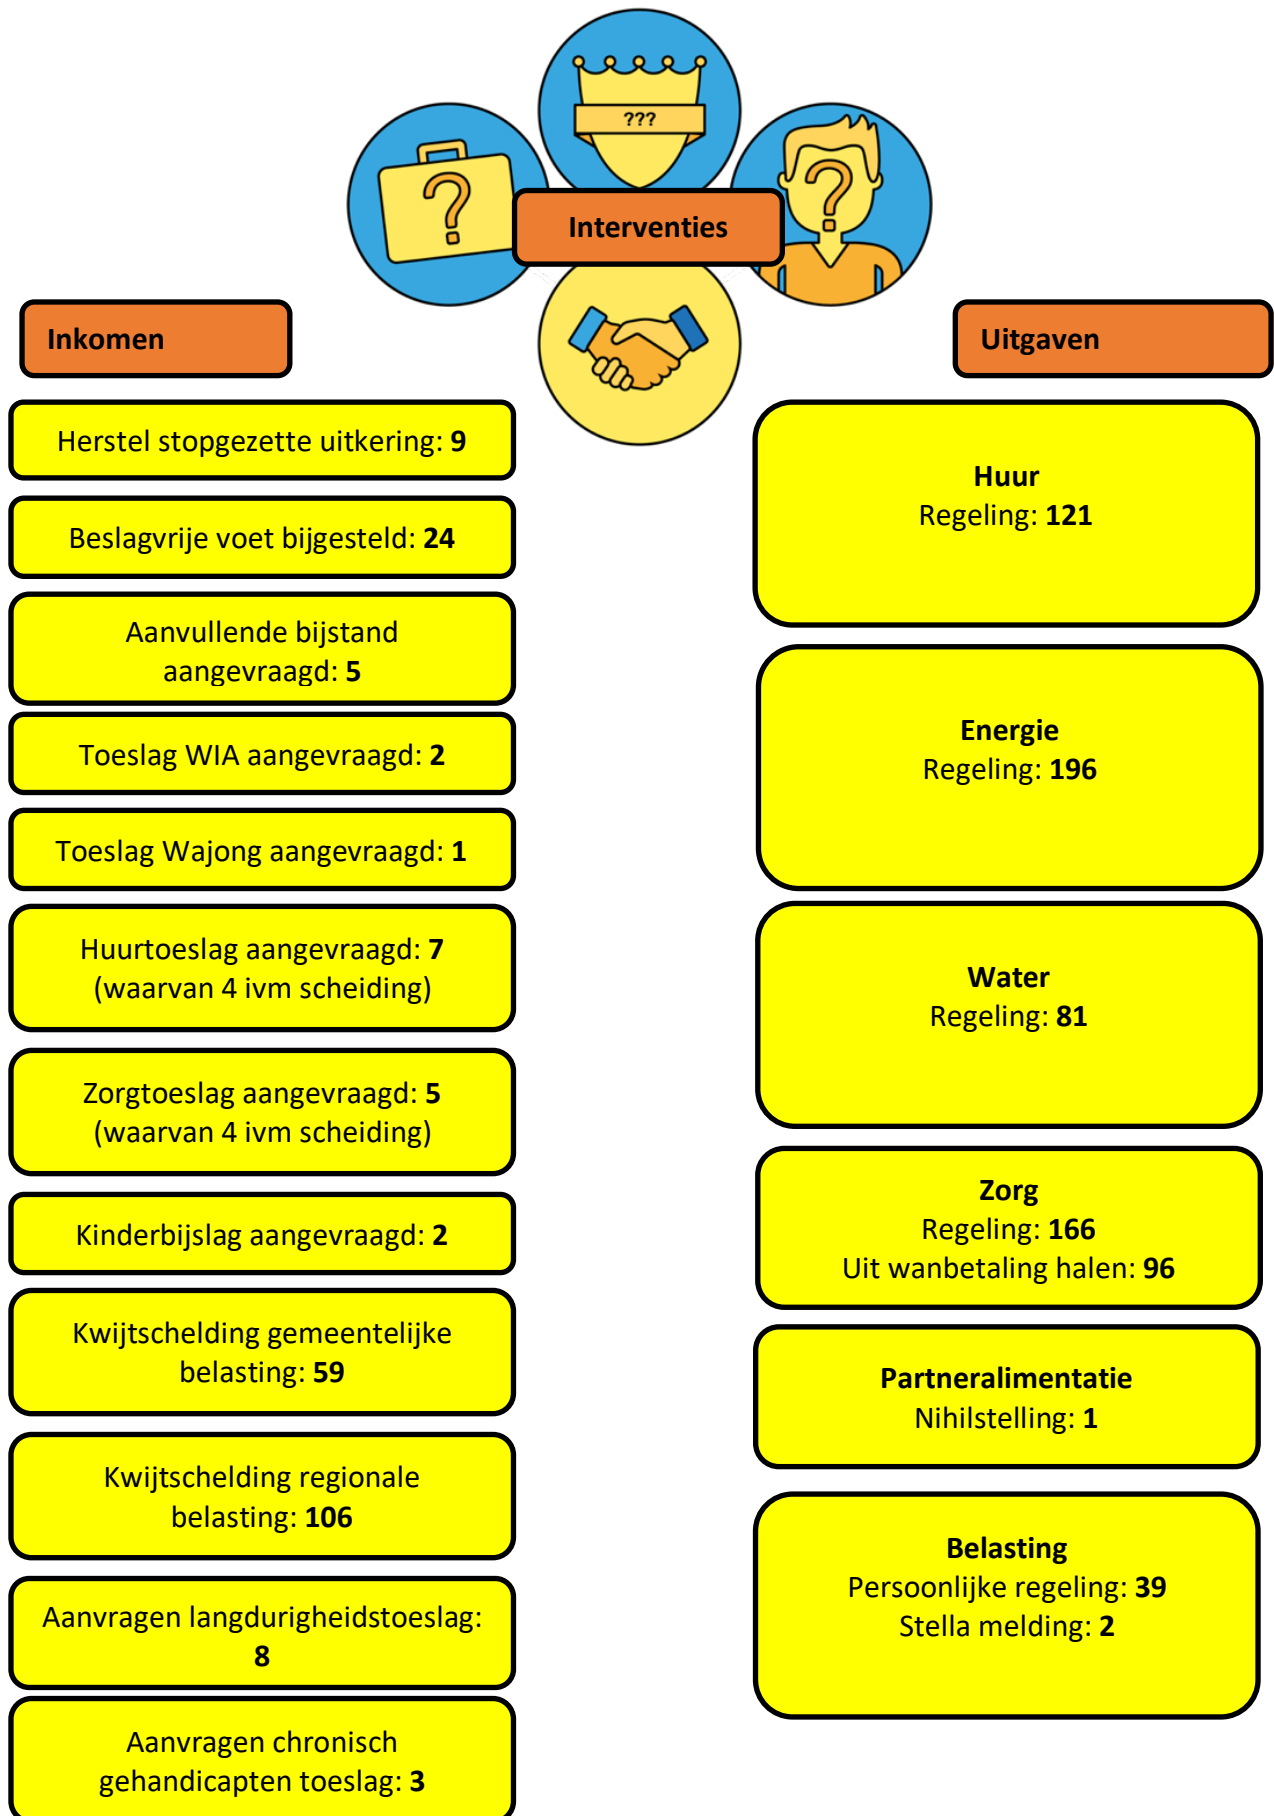 ???
?
?
Interventies
Inkomen
Herstel stopgezette uitkering: 9
Beslagvrije voet bijgesteld: 24
Aanvullende bijstand
aangevraagd: 5
Toeslag WIA aangevraagd: 2
Toeslag Wajong aangevraagd: 1
Huurtoeslag aangevraagd: 7
(waarvan 4 ivm scheiding)
Zorgtoeslag aangevraagd: 5
(waarvan 4 ivm scheiding)
Kinderbijslag aangevraagd: 2
Kwijtschelding gemeentelijke
belasting: 59
Kwijtschelding regionale
belasting: 106
Aanvragen langdurigheidstoeslag:
8
Aanvragen chronisch
gehandicapten toeslag: 3
Uitgaven
Huur
Regeling: 121
Energie
Regeling: 196
Water
Regeling: 81
Zorg
Regeling: 166
Uit wanbetaling halen: 96
Partneralimentatie
Nihilstelling: 1
Belasting
Persoonlijke regeling: 39
Stella melding: 2